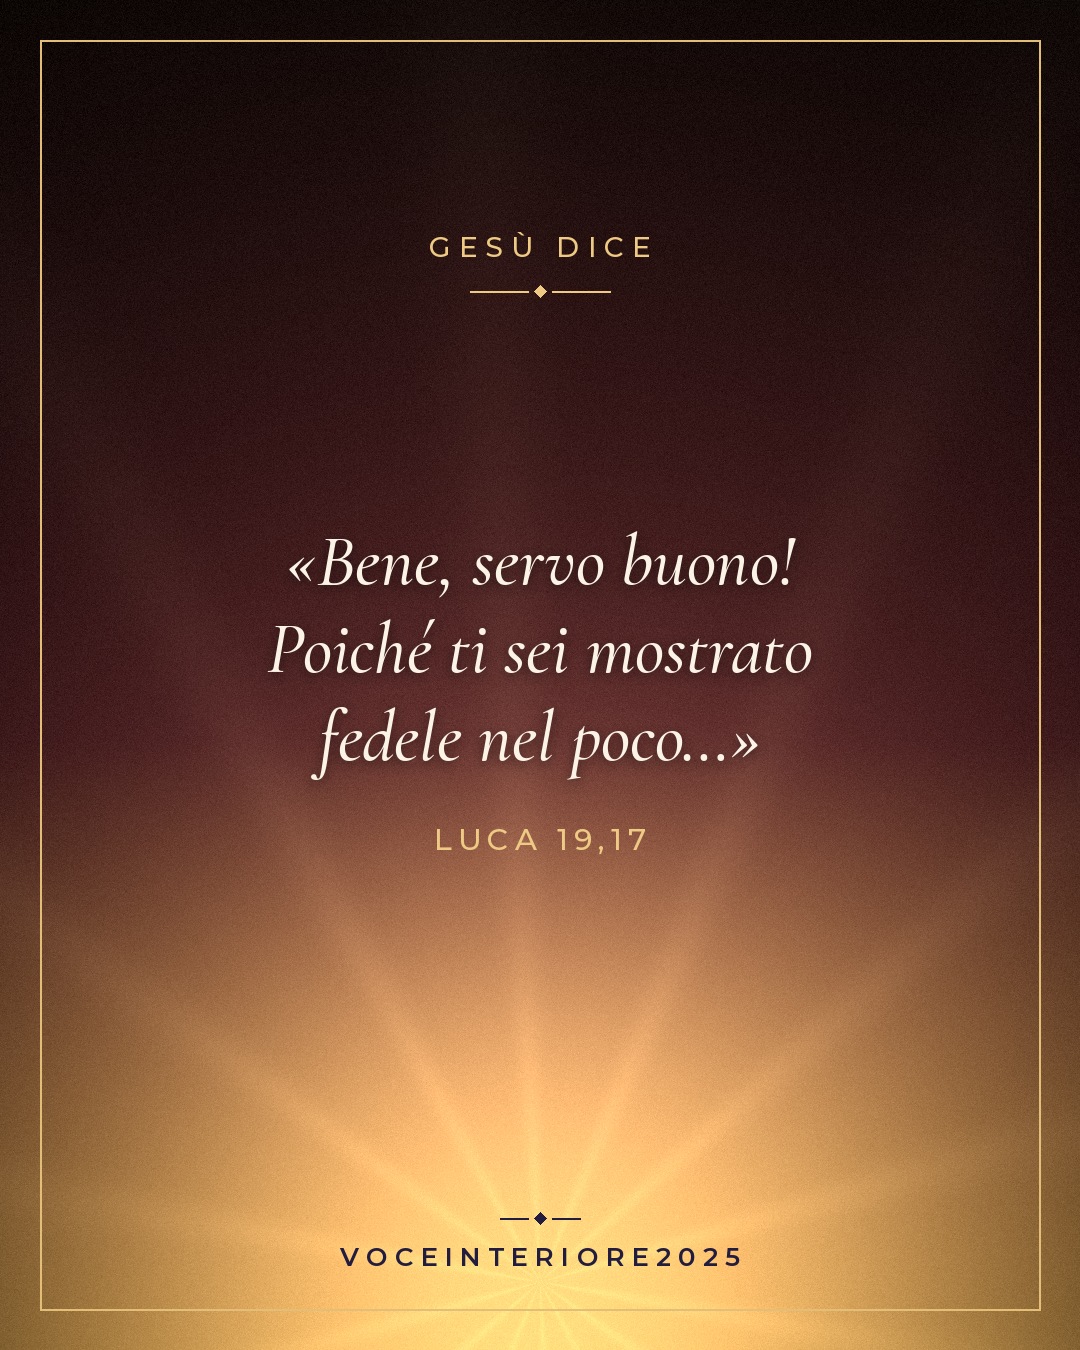 GESÙ DICE
«Bene, servo buono!
Poiché ti sei mostrato
fedele nel poco...»
LUCA 19,17
VOCEINTERIORE2025